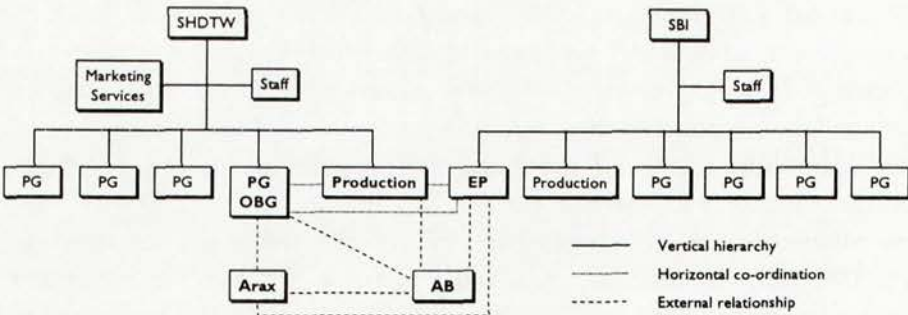 SHDTW
SBI
Marketing
Services
Staff
Staff
PG
PG
PG
PG
OBG
Production
EP
Production
PG
PG
PG
PG
Arax
AB
Vertical hierarchy
Horizontal co-ordination
External relationship